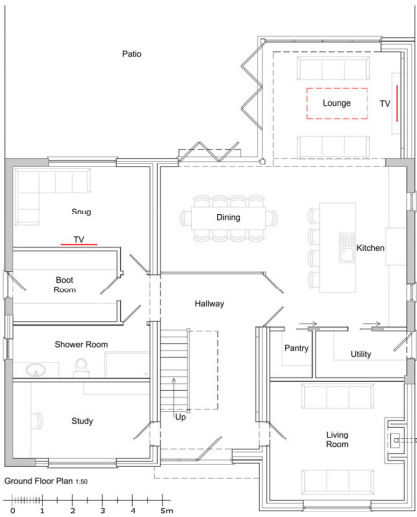 Patio
Lounge
TV
Snug
TV
Dining
Kitchen
Boot
Room
Hallway
Shower Room
Pantry
Utility
Study
Up
Living
Room
Ground Floor Plan 1:50
0 1 2 3 4 5m